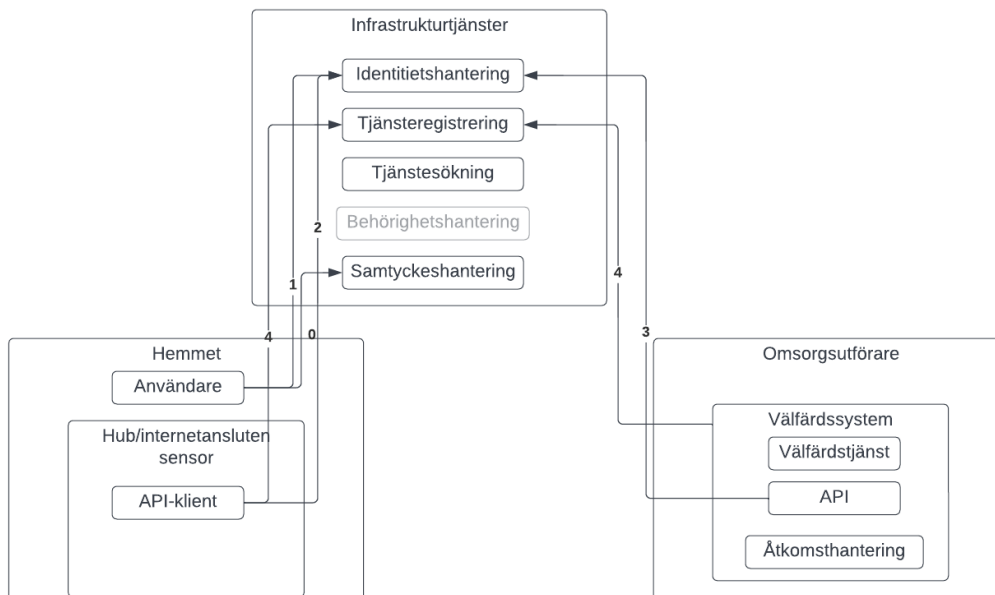 Infrastrukturtjänster
Identitietshantering
Tjänsteregistrering
Tjänstesökning
Behörighetshantering
Samtyckeshantering
2
1
4
0
4
3
Hemmet
Användare
Hub/internetansluten
sensor
API-klient
Omsorgsutförare
Välfärdssystem
Välfärdstjänst
API
Åtkomsthantering